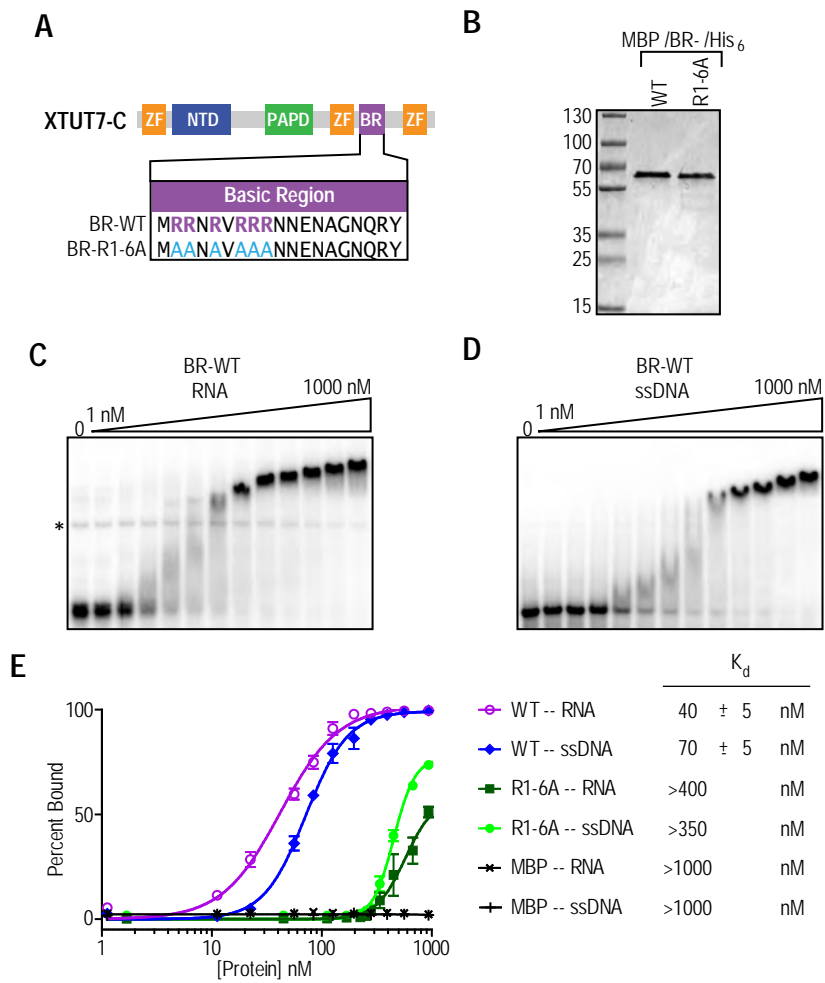 A
XTUT7-C ZF NTD PAPD ZF BR ZF
Basic Region
BR-WT MRRNRVRRRNNENAGNQRY
BR-R1-6A MAANAVAAANNENAGNQRY
B
MBP /BR- /His6
WT R1-6A
130
100
70
55
35
25
15
C
BR-WT
RNA
0 1 nM 1000 nM
*
D
BR-WT
ssDNA
0 1 nM 1000 nM
E
Percent Bound
100
50
0
1 10 100 1000
[Protein] nM
Kd
WT -- RNA 40 ± 5 nM
WT -- ssDNA 70 ± 5 nM
R1-6A -- RNA >400 nM
R1-6A -- ssDNA >350 nM
MBP -- RNA >1000 nM
MBP -- ssDNA >1000 nM